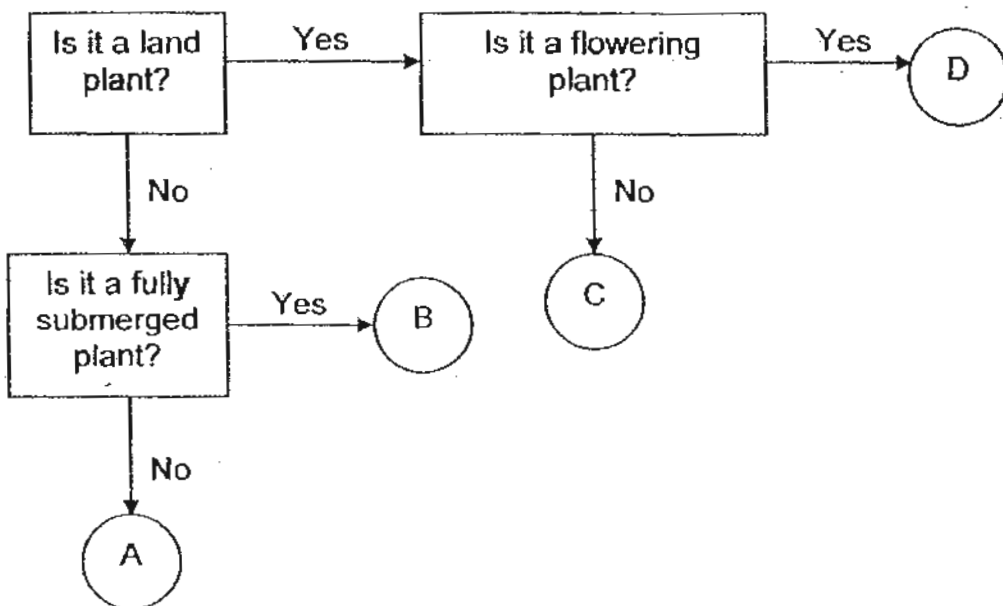 Is it a land
plant?
Yes
Is it a flowering
plant?
Yes
D
No
No
Is it a fully
submerged
plant?
Yes
B
C
No
A